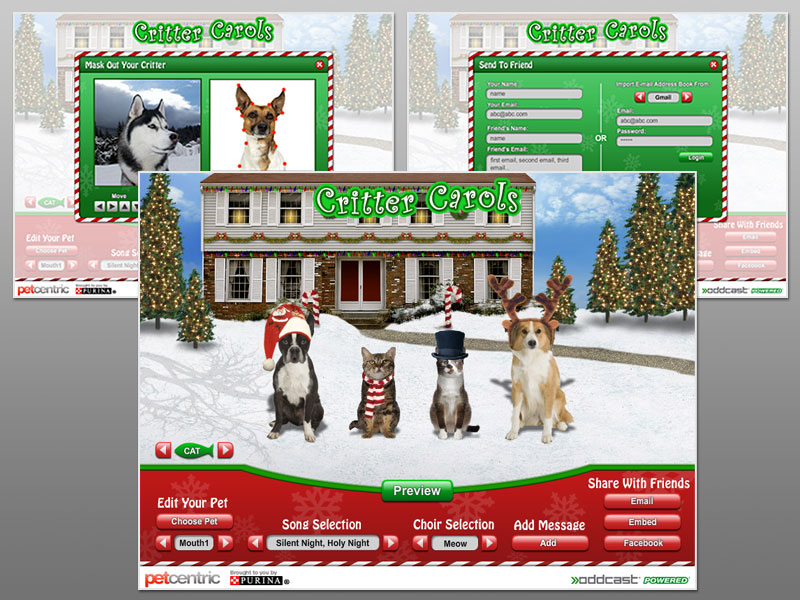 Critter Carols
Mask Out Your Critter
Move
CAT
Edit Your Pet
Choose Pet
Mouth1
Song S
Silent Night
petcentric
Brought to you by
PURINA
Critter Carols
Send To Friend
Your Name:
name
Your Email:
abc@abc.com
Friend's Name:
name
Friend's Email:
first email, second email, third
email...
OR
Import E-mail Address Book From:
Gmail
Email:
abc@abc.com
Password:
*****
Login
Share With Friends
Email
Embed
Facebook
oddcast POWERED
Critter Carols
CAT
Preview
Edit Your Pet
Choose Pet
Mouth1
Song Selection
Silent Night, Holy Night
Choir Selection
Meow
Add Message
Add
Share With Friends
Email
Embed
Facebook
petcentric
Brought to you by
PURINA®
oddcast POWERED